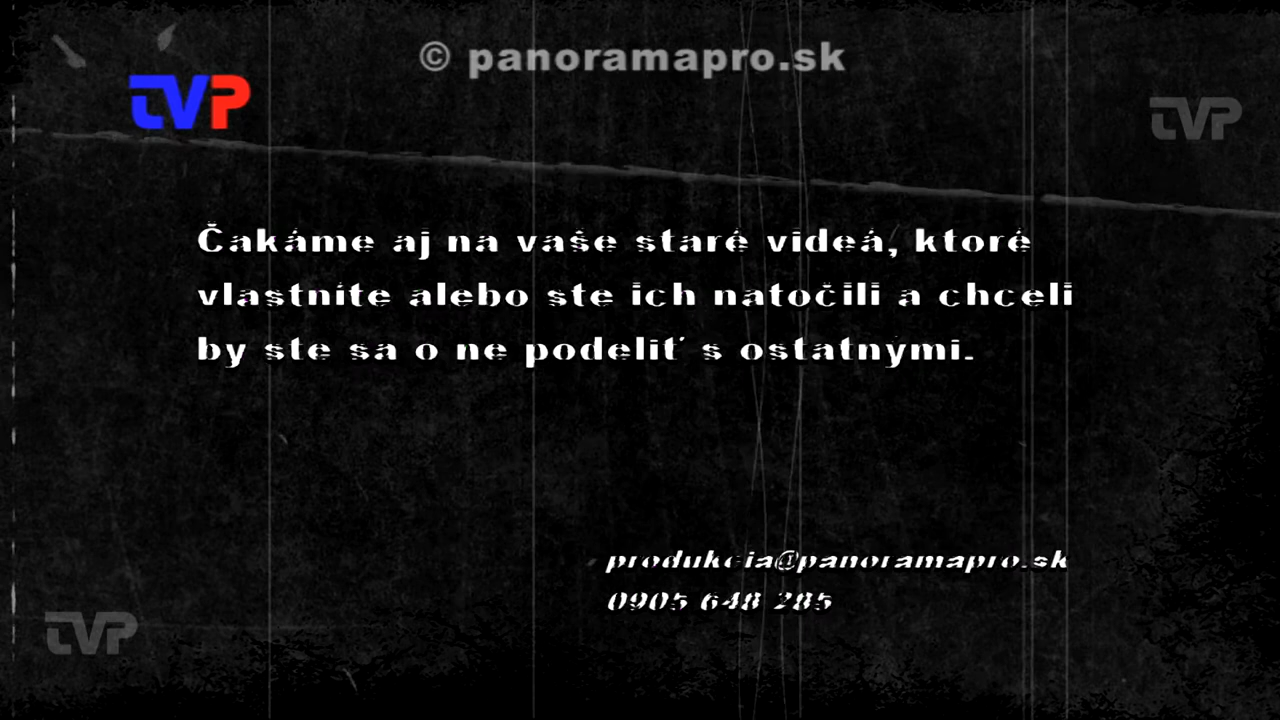 © panoramapro.sk
TVP
TVP
Čakáme aj na vaše staré videá, ktoré
vlastníte alebo ste ich natočili a chceli
by ste sa o ne podeliť s ostatnými.
produkcia@panoramapro.sk
0905 648 285
TVP